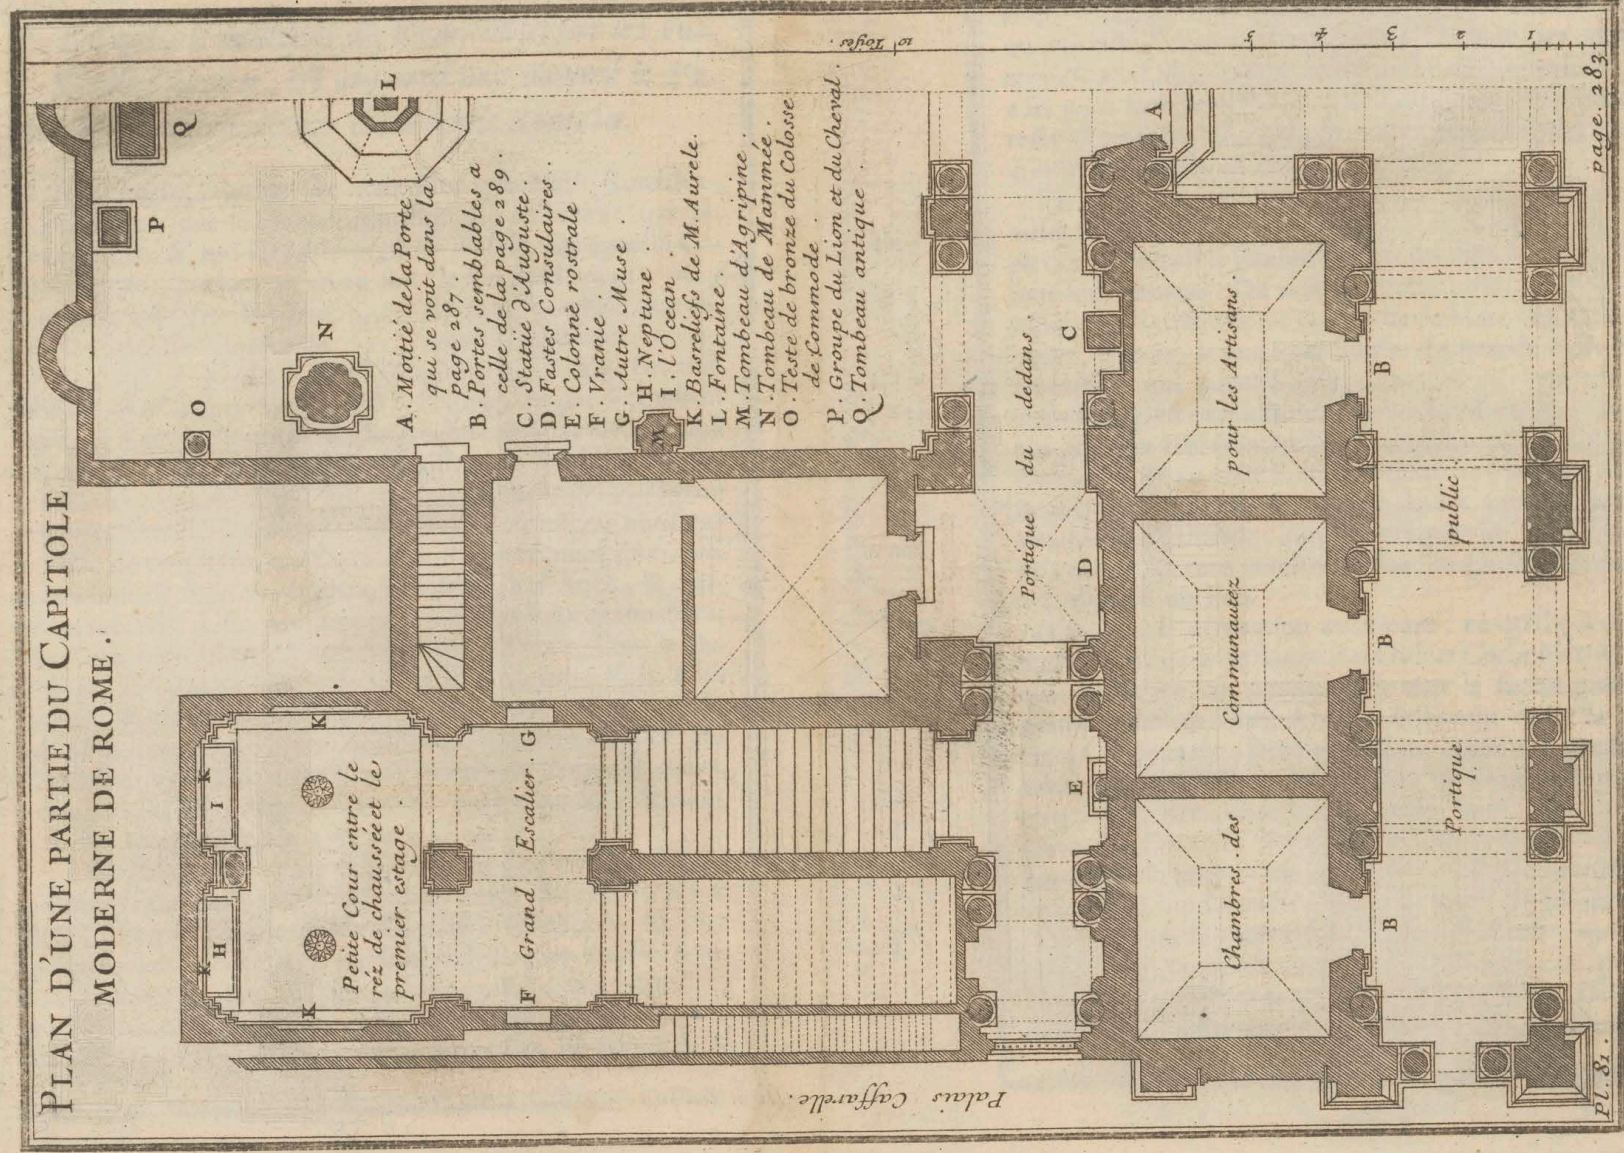 PLAN D'UNE PARTIE DU CAPITOLE
MODERNE DE ROME.
A. Moitié de la Porte
qui se voit dans la
page 287.
B. Portes semblables a
celle de la page 289.
C. Statüe d'Auguste.
D. Fastes Consulaires.
E. Colonne rostrale.
F. Vranie.
G. Autre Muse.
H. Neptune.
I. l'Ocean.
K. Basreliefs de M. Aurele.
L. Fontaine.
M. Tombeau d'Agripine.
N. Tombeau de Mammée.
O. Teste de bronze du Colosse
de Commode.
P. Groupe du Lion et du Cheval.
Q. Tombeau antique.
Q
L
P
N
O
M
K
K
I
K
H
K
Petite Cour entre le
réz de chaussée et le
premier estage.
G
Grand Escalier.
F
Portique du dedans.
A
C
D
E
Chambres des Communautez pour les Artisans.
B
B
B
B
Portique public.
Palais Caffarelle.
10 Toises.
5
4
3
2
1
Pl. 81.
page. 283.